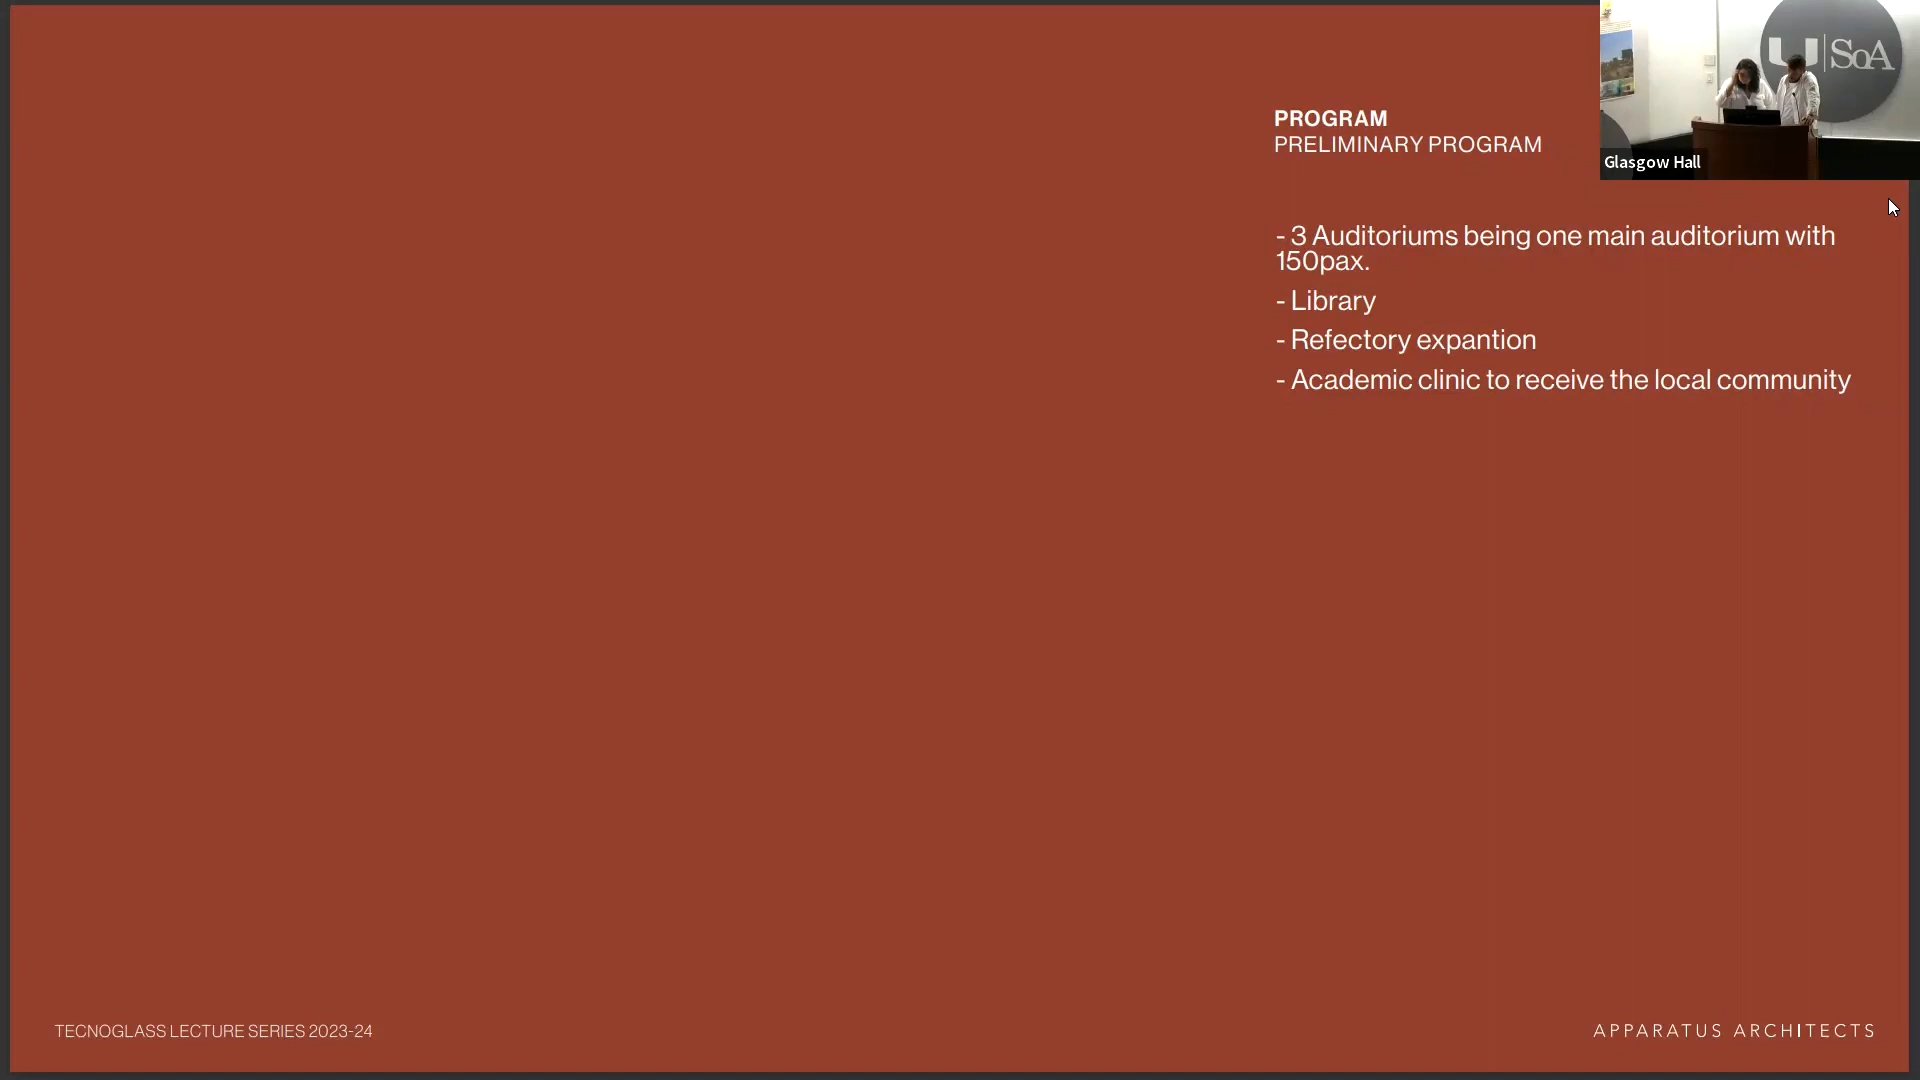 U | SoA
Glasgow Hall
PROGRAM
PRELIMINARY PROGRAM
- 3 Auditoriums being one main auditorium with
150pax.
- Library
- Refectory expantion
- Academic clinic to receive the local community
TECNOGLASS LECTURE SERIES 2023-24
APPARATUS ARCHITECTS